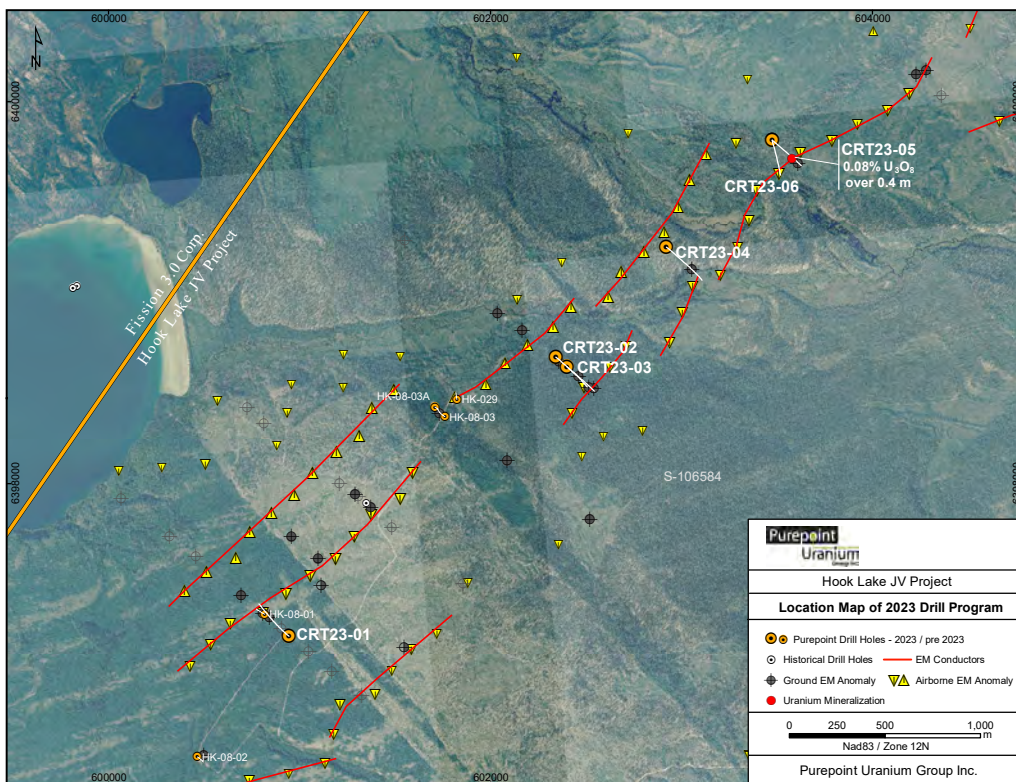 600000
602000
604000
N
6400000
CRT23-05
0.08% U3O8
over 0.4 m
CRT23-06
Fission 3.0 Corp.
Hook Lake JV Project
CRT23-04
CRT23-02
CRT23-03
HK-08-03A
HK-029
HK-08-03
6398000
S-106584
HK-08-01
CRT23-01
HK-08-02
Purepoint
Uranium
Group Inc.
Hook Lake JV Project
Location Map of 2023 Drill Program
Purepoint Drill Holes - 2023 / pre 2023
Historical Drill Holes
EM Conductors
Ground EM Anomaly
Airborne EM Anomaly
Uranium Mineralization
0 250 500 1,000
m
Nad83 / Zone 12N
Purepoint Uranium Group Inc.
600000
602000